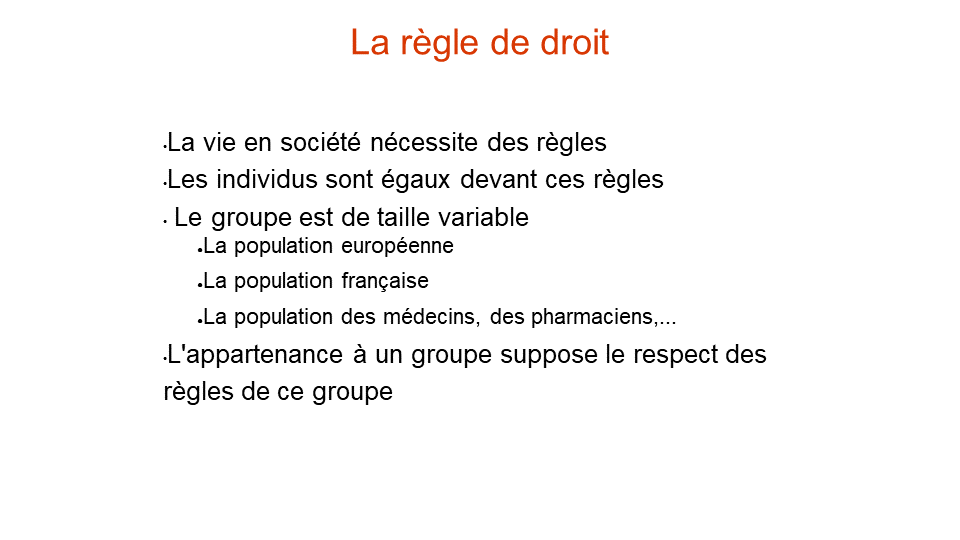 La règle de droit
•La vie en société nécessite des règles
•Les individus sont égaux devant ces règles
• Le groupe est de taille variable
•La population européenne
•La population française
•La population des médecins, des pharmaciens,...
•L'appartenance à un groupe suppose le respect des
règles de ce groupe